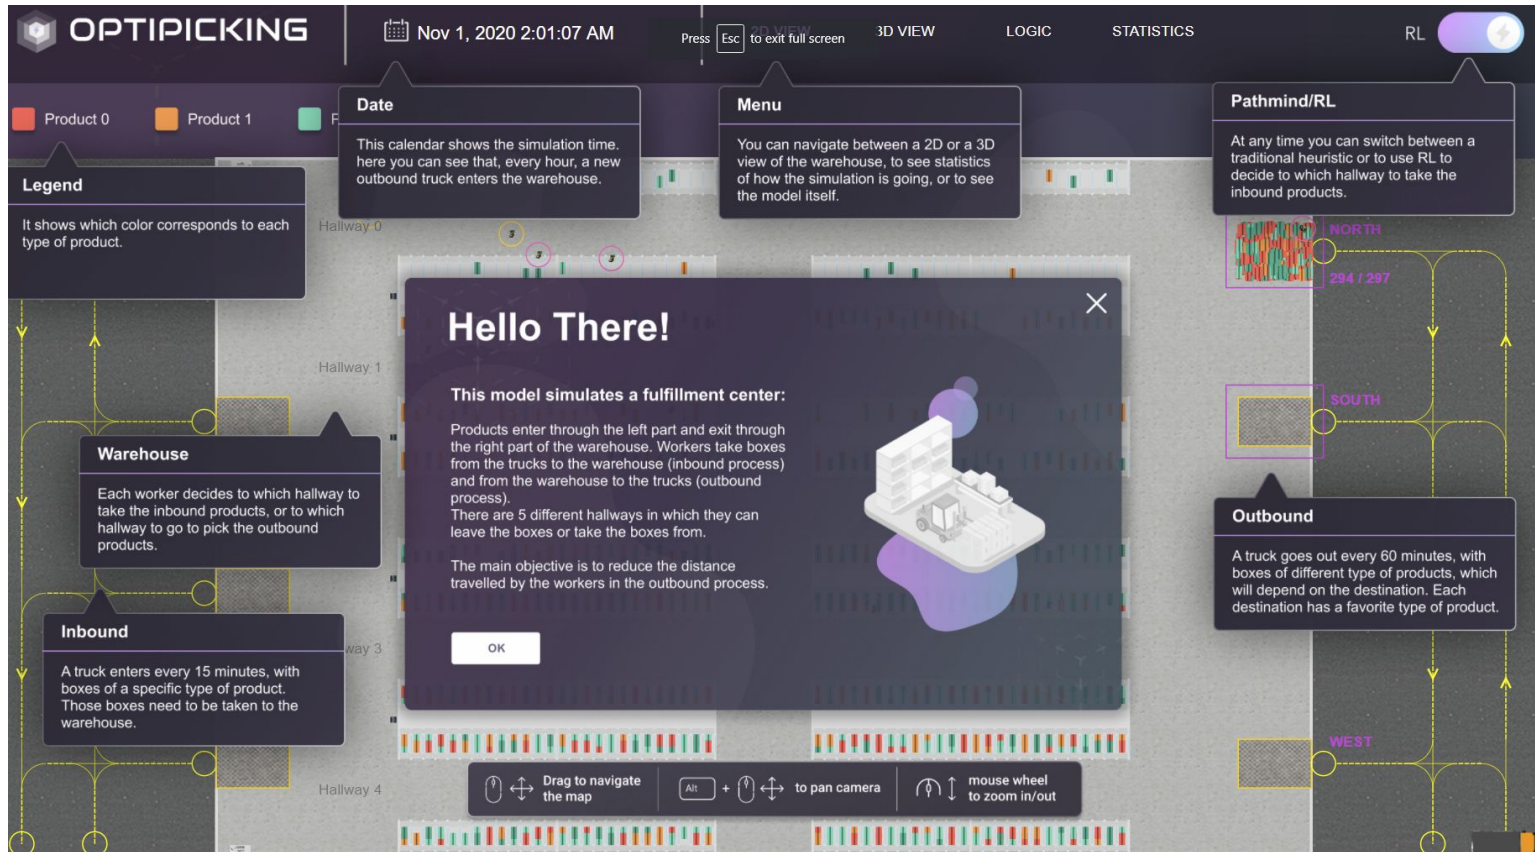 OPTIPICKING
Nov 1, 2020 2:01:07 AM
Press Esc to exit full screen
2D VIEW
3D VIEW
LOGIC
STATISTICS
RL
Product 0
Product 1
Legend
It shows which color corresponds to each
type of product.
Date
This calendar shows the simulation time.
here you can see that, every hour, a new
outbound truck enters the warehouse.
Menu
You can navigate between a 2D or a 3D
view of the warehouse, to see statistics
of how the simulation is going, or to see
the model itself.
Pathmind/RL
At any time you can switch between a
traditional heuristic or to use RL to
decide to which hallway to take the
inbound products.
Hallway 0
NORTH
294 / 297
Hello There!
This model simulates a fulfillment center:
Products enter through the left part and exit through
the right part of the warehouse. Workers take boxes
from the trucks to the warehouse (inbound process)
and from the warehouse to the trucks (outbound
process).
There are 5 different hallways in which they can
leave the boxes or take the boxes from.
The main objective is to reduce the distance
travelled by the workers in the outbound process.
OK
Hallway 1
SOUTH
Warehouse
Each worker decides to which hallway to
take the inbound products, or to which
hallway to go to pick the outbound
products.
Outbound
A truck goes out every 60 minutes, with
boxes of different type of products, which
will depend on the destination. Each
destination has a favorite type of product.
Inbound
A truck enters every 15 minutes, with
boxes of a specific type of product.
Those boxes need to be taken to the
warehouse.
way 3
WEST
Hallway 4
Drag to navigate
the map
Alt + to pan camera
mouse wheel
to zoom in/out